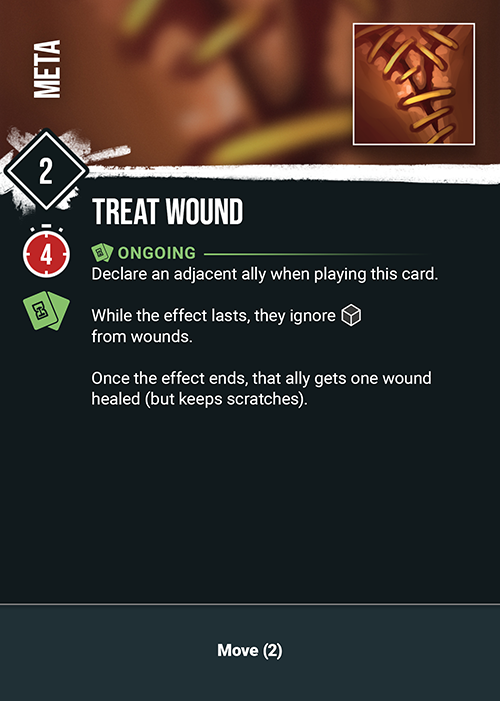 META
2
TREAT WOUND
4
ONGOING
Declare an adjacent ally when playing this card.
While the effect lasts, they ignore
from wounds.
Once the effect ends, that ally gets one wound
healed (but keeps scratches).
Move (2)